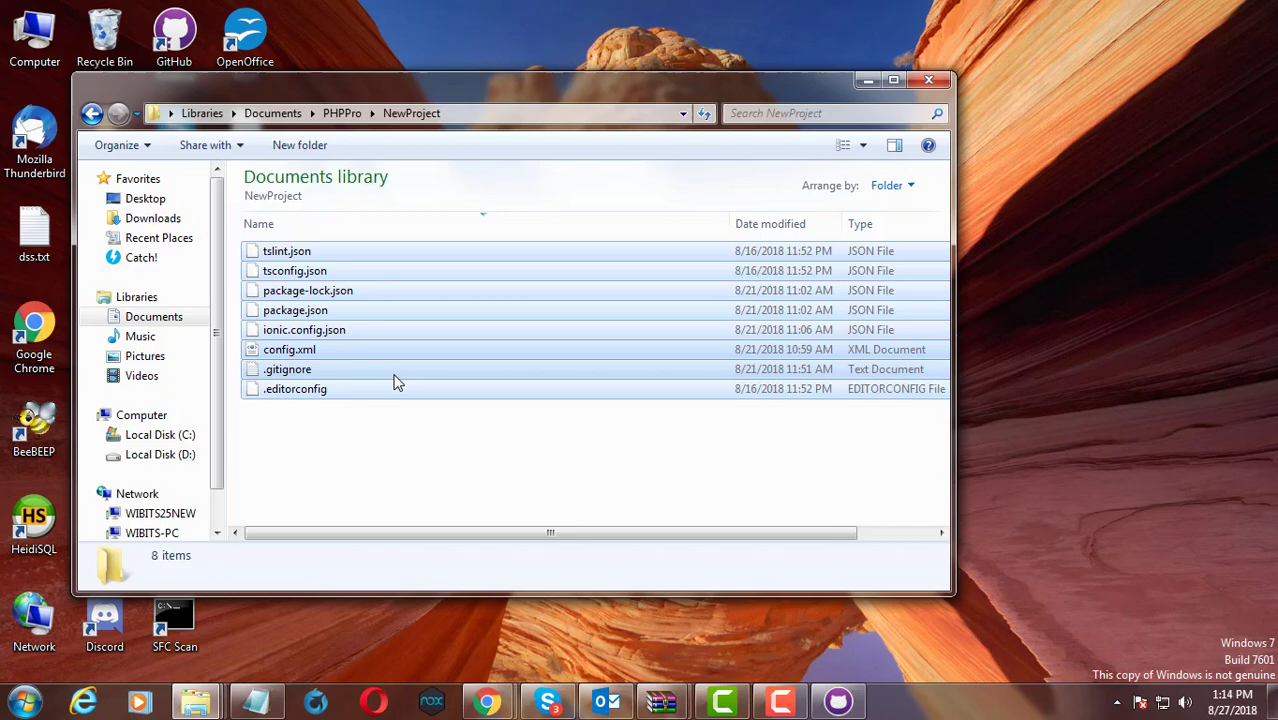 Computer
Recycle Bin
GitHub
OpenOffice
Mozilla
Thunderbird
dss.txt
Google
Chrome
BeeBEEP
HS
HeidiSQL
Network
Discord
C:\_
SFC Scan
Libraries Documents PHPPro NewProject
Search NewProject
Organize Share with New folder
Favorites
Desktop
Downloads
Recent Places
Catch!
Libraries
Documents
Music
Pictures
Videos
Computer
Local Disk (C:)
Local Disk (D:)
Network
WIBITS25NEW
WIBITS-PC
Documents library
NewProject
Arrange by: Folder
Name Date modified Type
tslint.json 8/16/2018 11:52 PM JSON File
tsconfig.json 8/16/2018 11:52 PM JSON File
package-lock.json 8/21/2018 11:02 AM JSON File
package.json 8/21/2018 11:02 AM JSON File
ionic.config.json 8/21/2018 11:06 AM JSON File
config.xml 8/21/2018 10:59 AM XML Document
.gitignore 8/21/2018 11:51 AM Text Document
.editorconfig 8/16/2018 11:52 PM EDITORCONFIG File
8 items
Windows 7
Build 7601
This copy of Windows is not genuine
nox
S
3
C
C
1:14 PM
8/27/2018